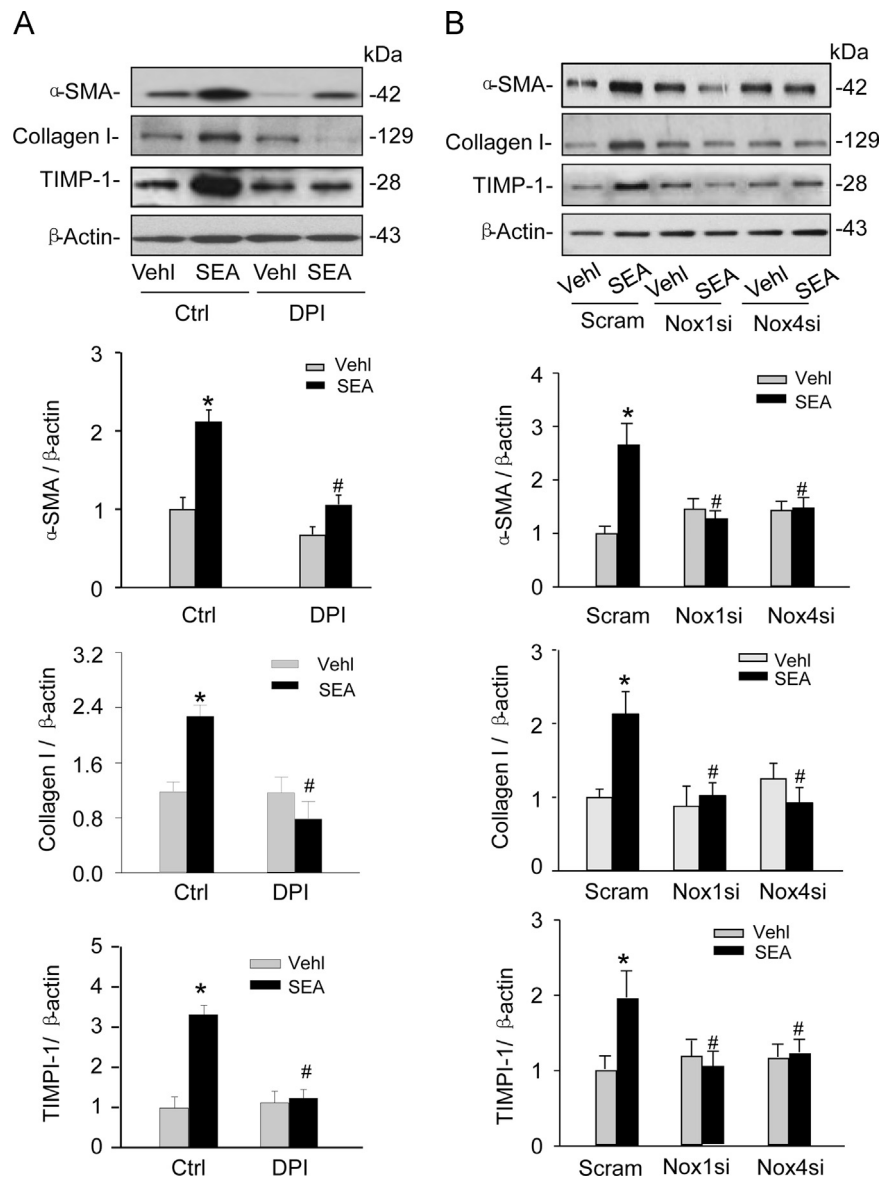 A
kDa
α-SMA- -42
Collagen I- -129
TIMP-1- -28
β-Actin- -43
Vehl SEA Vehl SEA
Ctrl DPI
3
2
1
0
α-SMA / β-actin
Vehl
SEA
*
#
Ctrl DPI
3.2
2.4
1.6
0.8
0.0
Collagen I / β-actin
Vehl
SEA
*
#
Ctrl DPI
5
4
3
2
1
0
TIMPI-1/ β-actin
Vehl
SEA
*
#
Ctrl DPI
B
kDa
α-SMA- -42
Collagen I- -129
TIMP-1- -28
β-Actin- -43
Vehl SEA Vehl SEA Vehl SEA
Scram Nox1si Nox4si
4
3
2
1
0
α-SMA / β-actin
Vehl
SEA
*
# #
Scram Nox1si Nox4si
3
2
1
0
Collagen I / β-actin
Vehl
SEA
*
# #
Scram Nox1si Nox4si
3
2
1
0
TIMPI-1/ β-actin
Vehl
SEA
*
# #
Scram Nox1si Nox4si